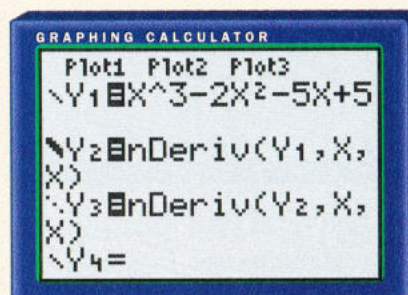 GRAPHING CALCULATOR
Plot1 Plot2 Plot3
\Y₁=X^3-2X²-5X+5
\Y₂=nDeriv(Y₁,X,
X)
⋱Y₃=nDeriv(Y₂,X,
X)
\Y₄=